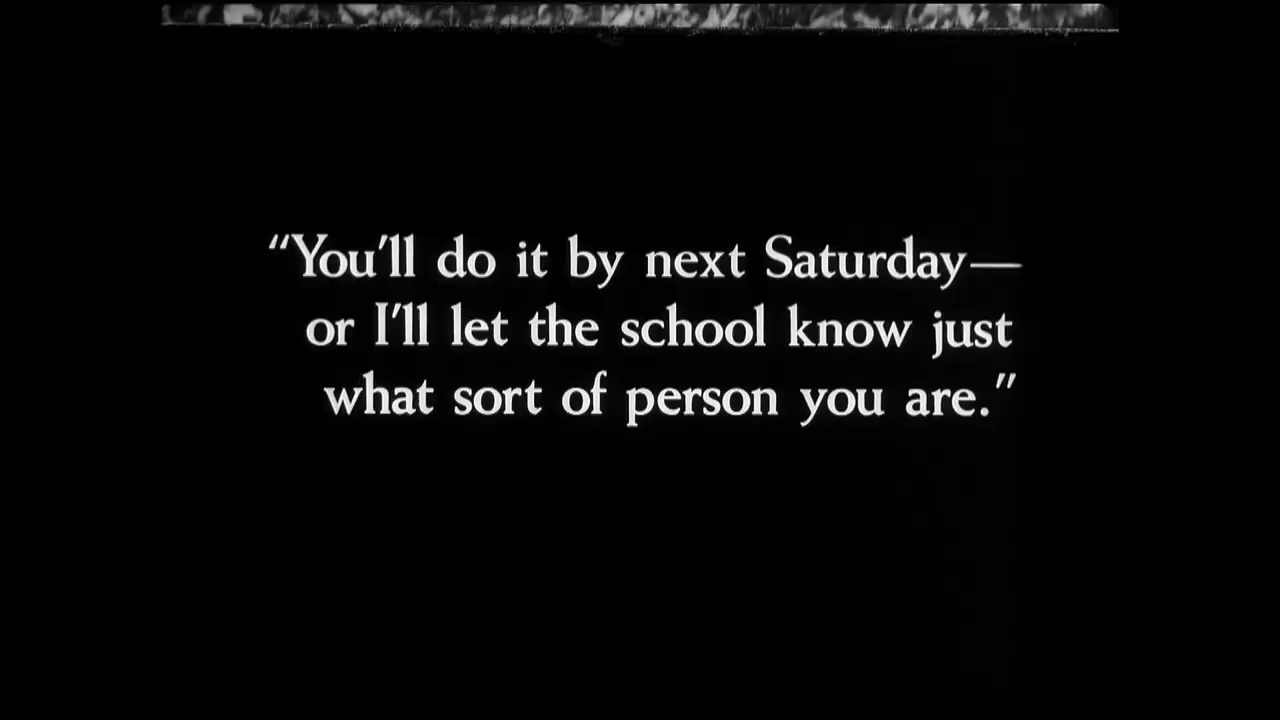 “You'll do it by next Saturday—
or I'll let the school know just
what sort of person you are.”